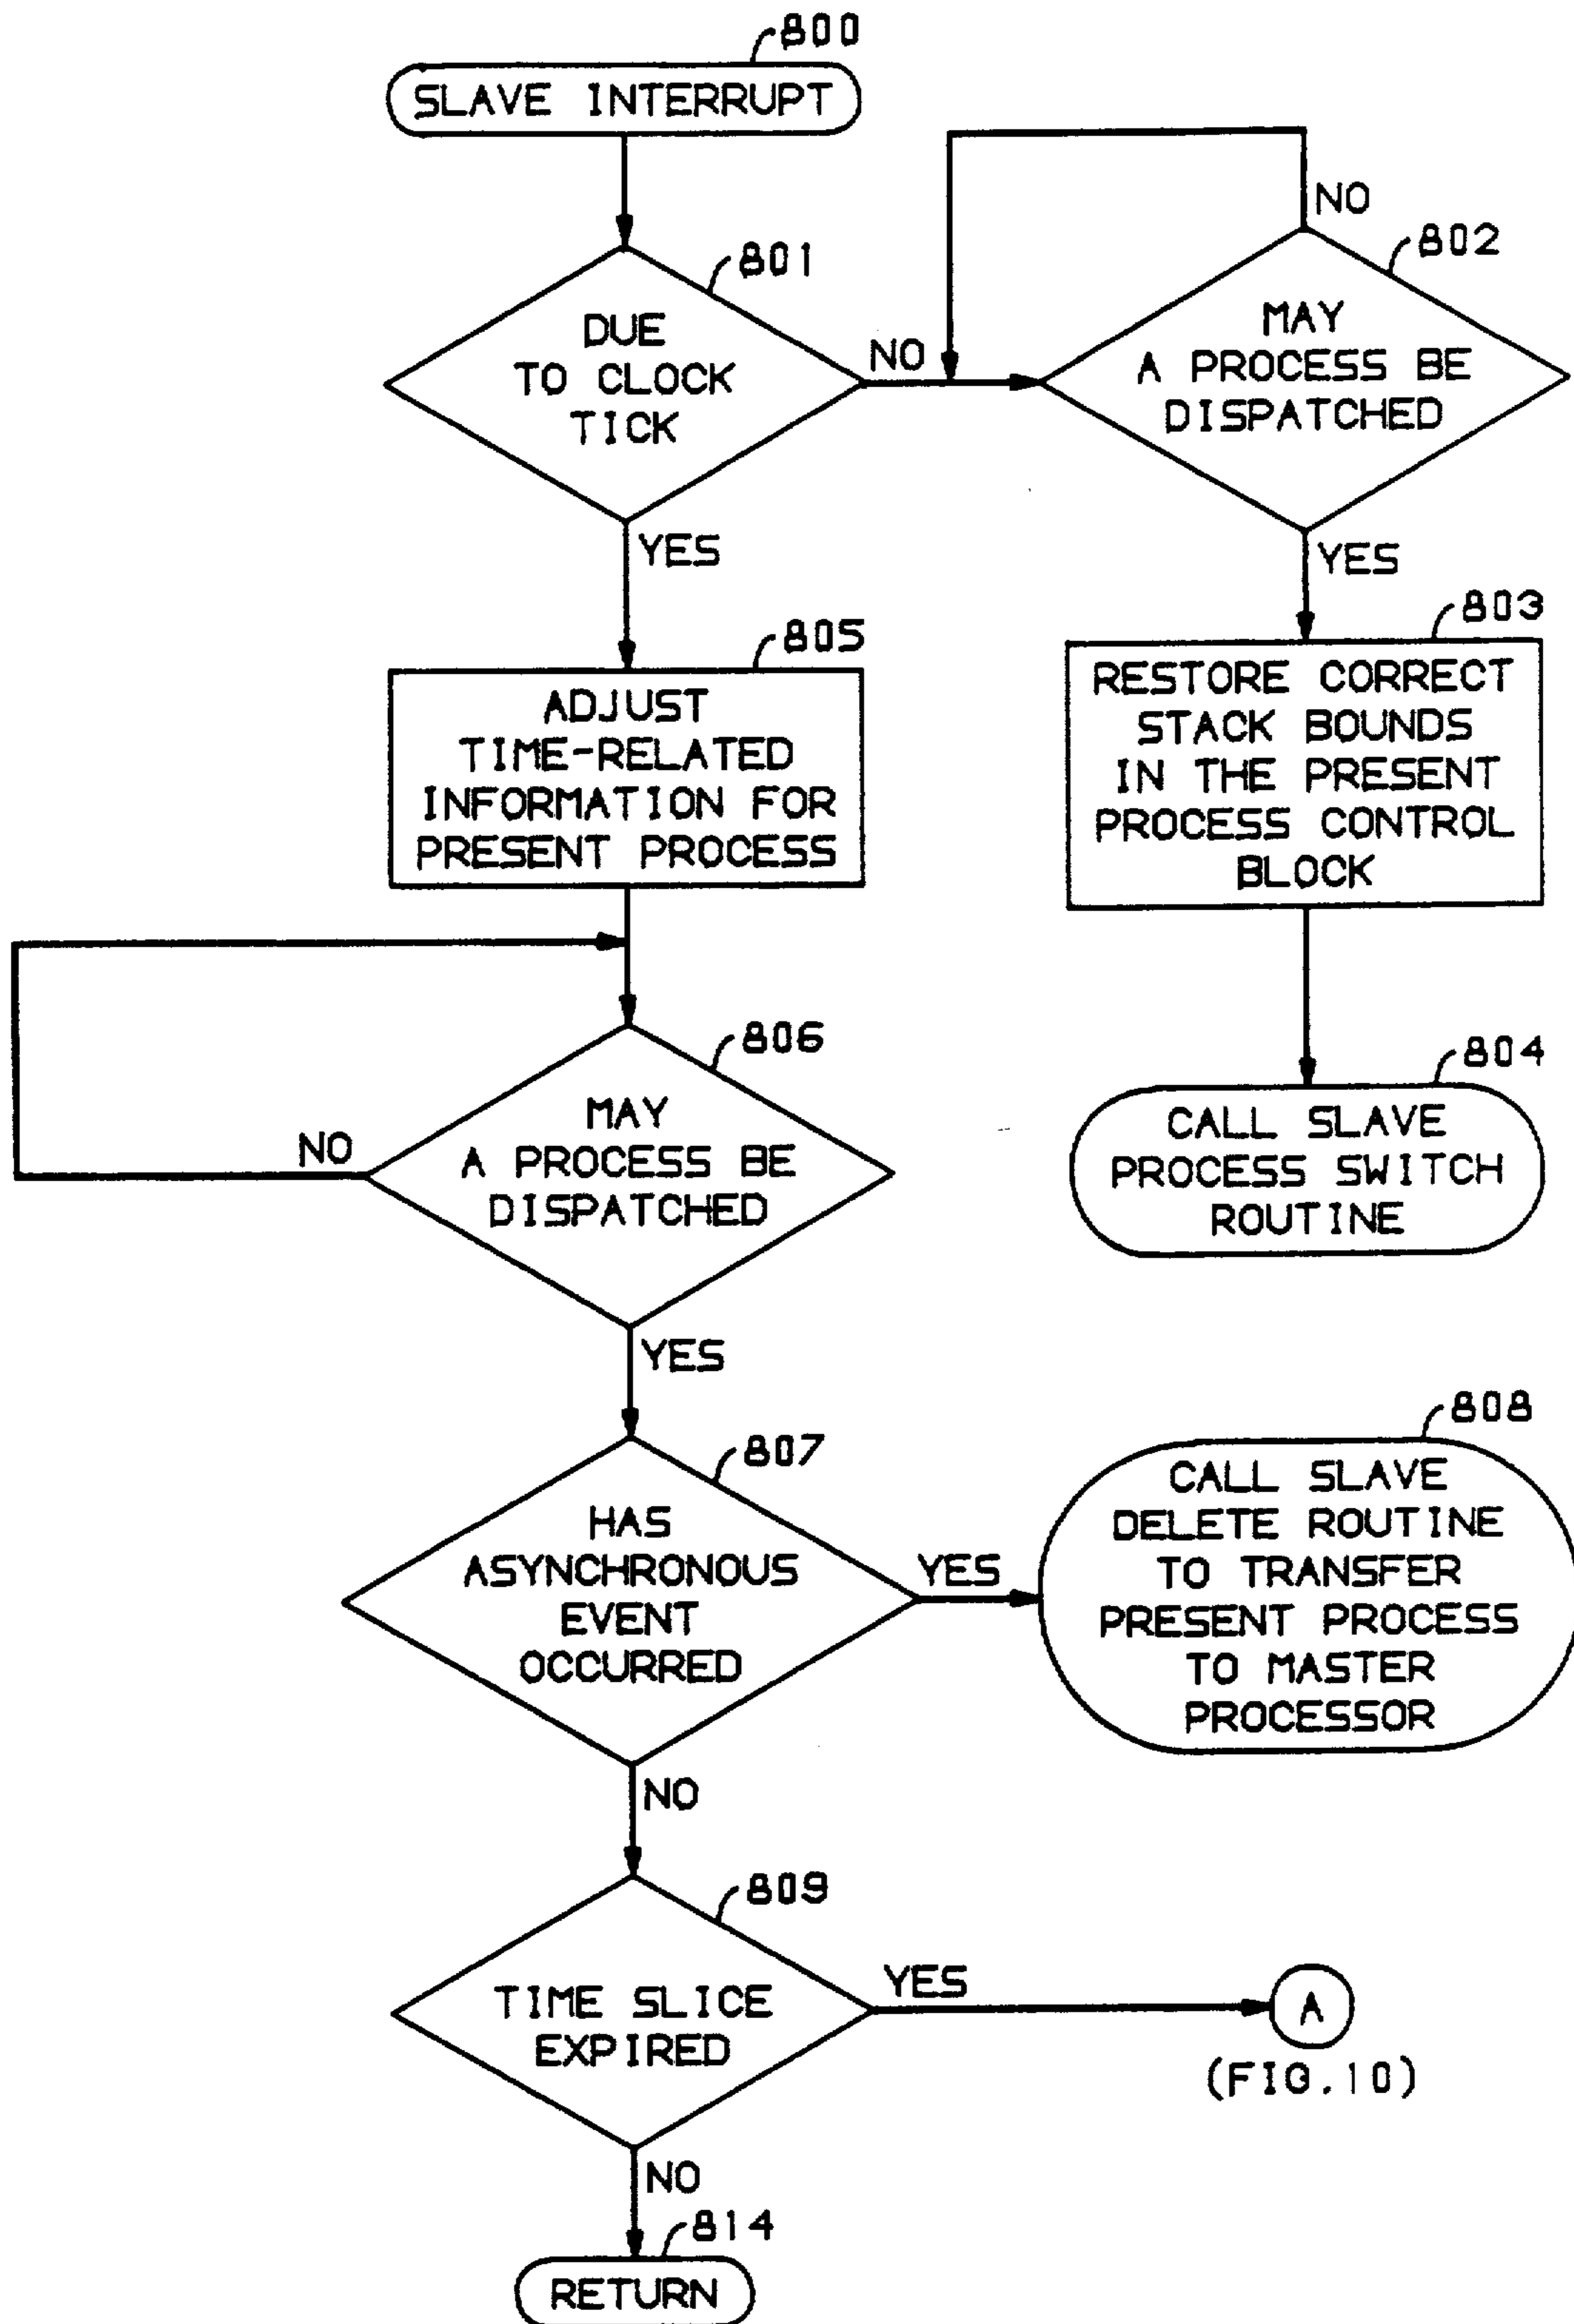 800
SLAVE INTERRUPT
801
DUE
TO CLOCK
TICK
NO
YES
802
MAY
A PROCESS BE
DISPATCHED
NO
YES
803
RESTORE CORRECT
STACK BOUNDS
IN THE PRESENT
PROCESS CONTROL
BLOCK
804
CALL SLAVE
PROCESS SWITCH
ROUTINE
805
ADJUST
TIME-RELATED
INFORMATION FOR
PRESENT PROCESS
806
MAY
A PROCESS BE
DISPATCHED
NO
YES
807
HAS
ASYNCHRONOUS
EVENT
OCCURRED
YES
NO
808
CALL SLAVE
DELETE ROUTINE
TO TRANSFER
PRESENT PROCESS
TO MASTER
PROCESSOR
809
TIME SLICE
EXPIRED
YES
A
(FIG.10)
NO
814
RETURN